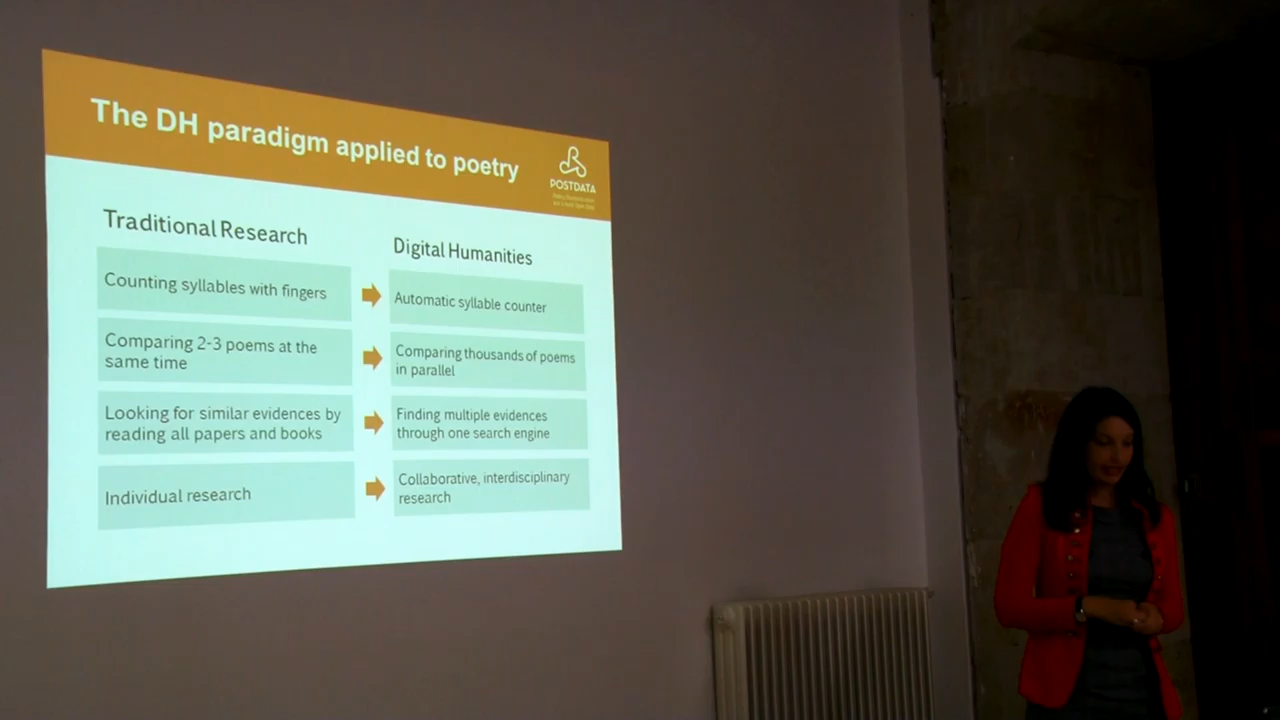 The DH paradigm applied to poetry
POSTDATA
Traditional Research
Digital Humanities
Counting syllables with fingers
Automatic syllable counter
Comparing 2-3 poems at the
same time
Comparing thousands of poems
in parallel
Looking for similar evidences by
reading all papers and books
Finding multiple evidences
through one search engine
Individual research
Collaborative, interdisciplinary
research